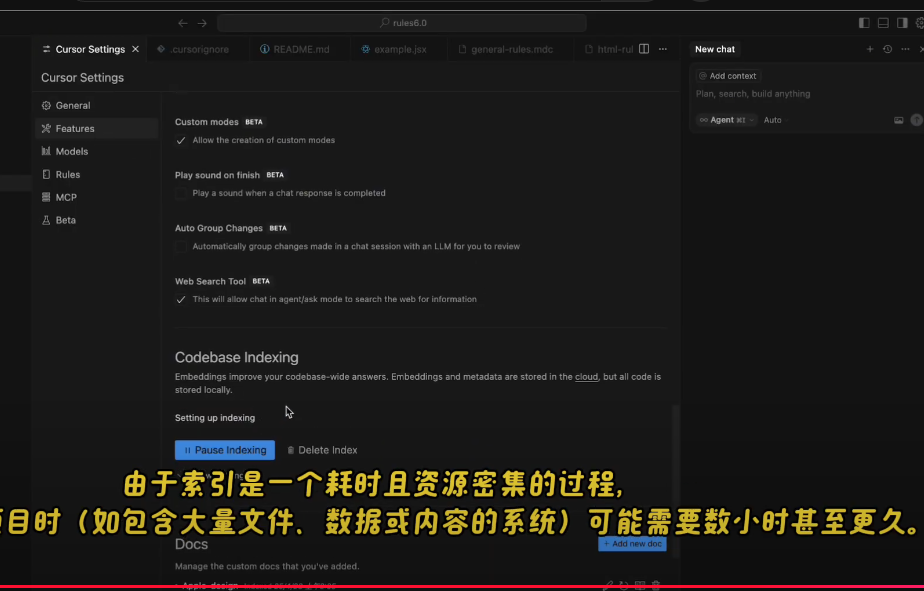 rules6.0
Cursor Settings
.cursorignore
README.md
example.jsx
general-rules.mdc
html-rul
New chat
Cursor Settings
Add context
Plan, search, build anything
Agent ⌘I
Auto
General
Features
Models
Rules
MCP
Beta
Custom modes BETA
Allow the creation of custom modes
Play sound on finish BETA
Play a sound when a chat response is completed
Auto Group Changes BETA
Automatically group changes made in a chat session with an LLM for you to review
Web Search Tool BETA
This will allow chat in agent/ask mode to search the web for information
Codebase Indexing
Embeddings improve your codebase-wide answers. Embeddings and metadata are stored in the cloud, but all code is
stored locally.
Setting up indexing
Pause Indexing
Delete Index
由于索引是一个耗时且资源密集的过程,
项目时（如包含大量文件、数据或内容的系统）可能需要数小时甚至更久。
Docs
+ Add new doc
Manage the custom docs that you've added.
Apple-design